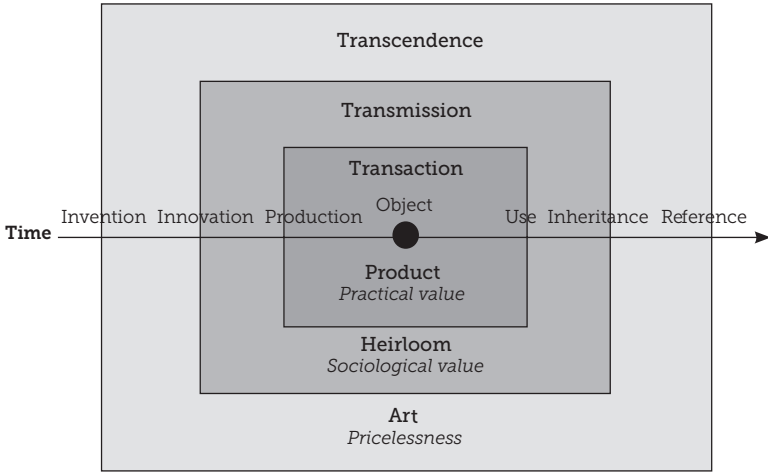 Transcendence
Transmission
Transaction
Object
Invention Innovation Production Use Inheritance Reference
Time
Product
Practical value
Heirloom
Sociological value
Art
Pricelessness